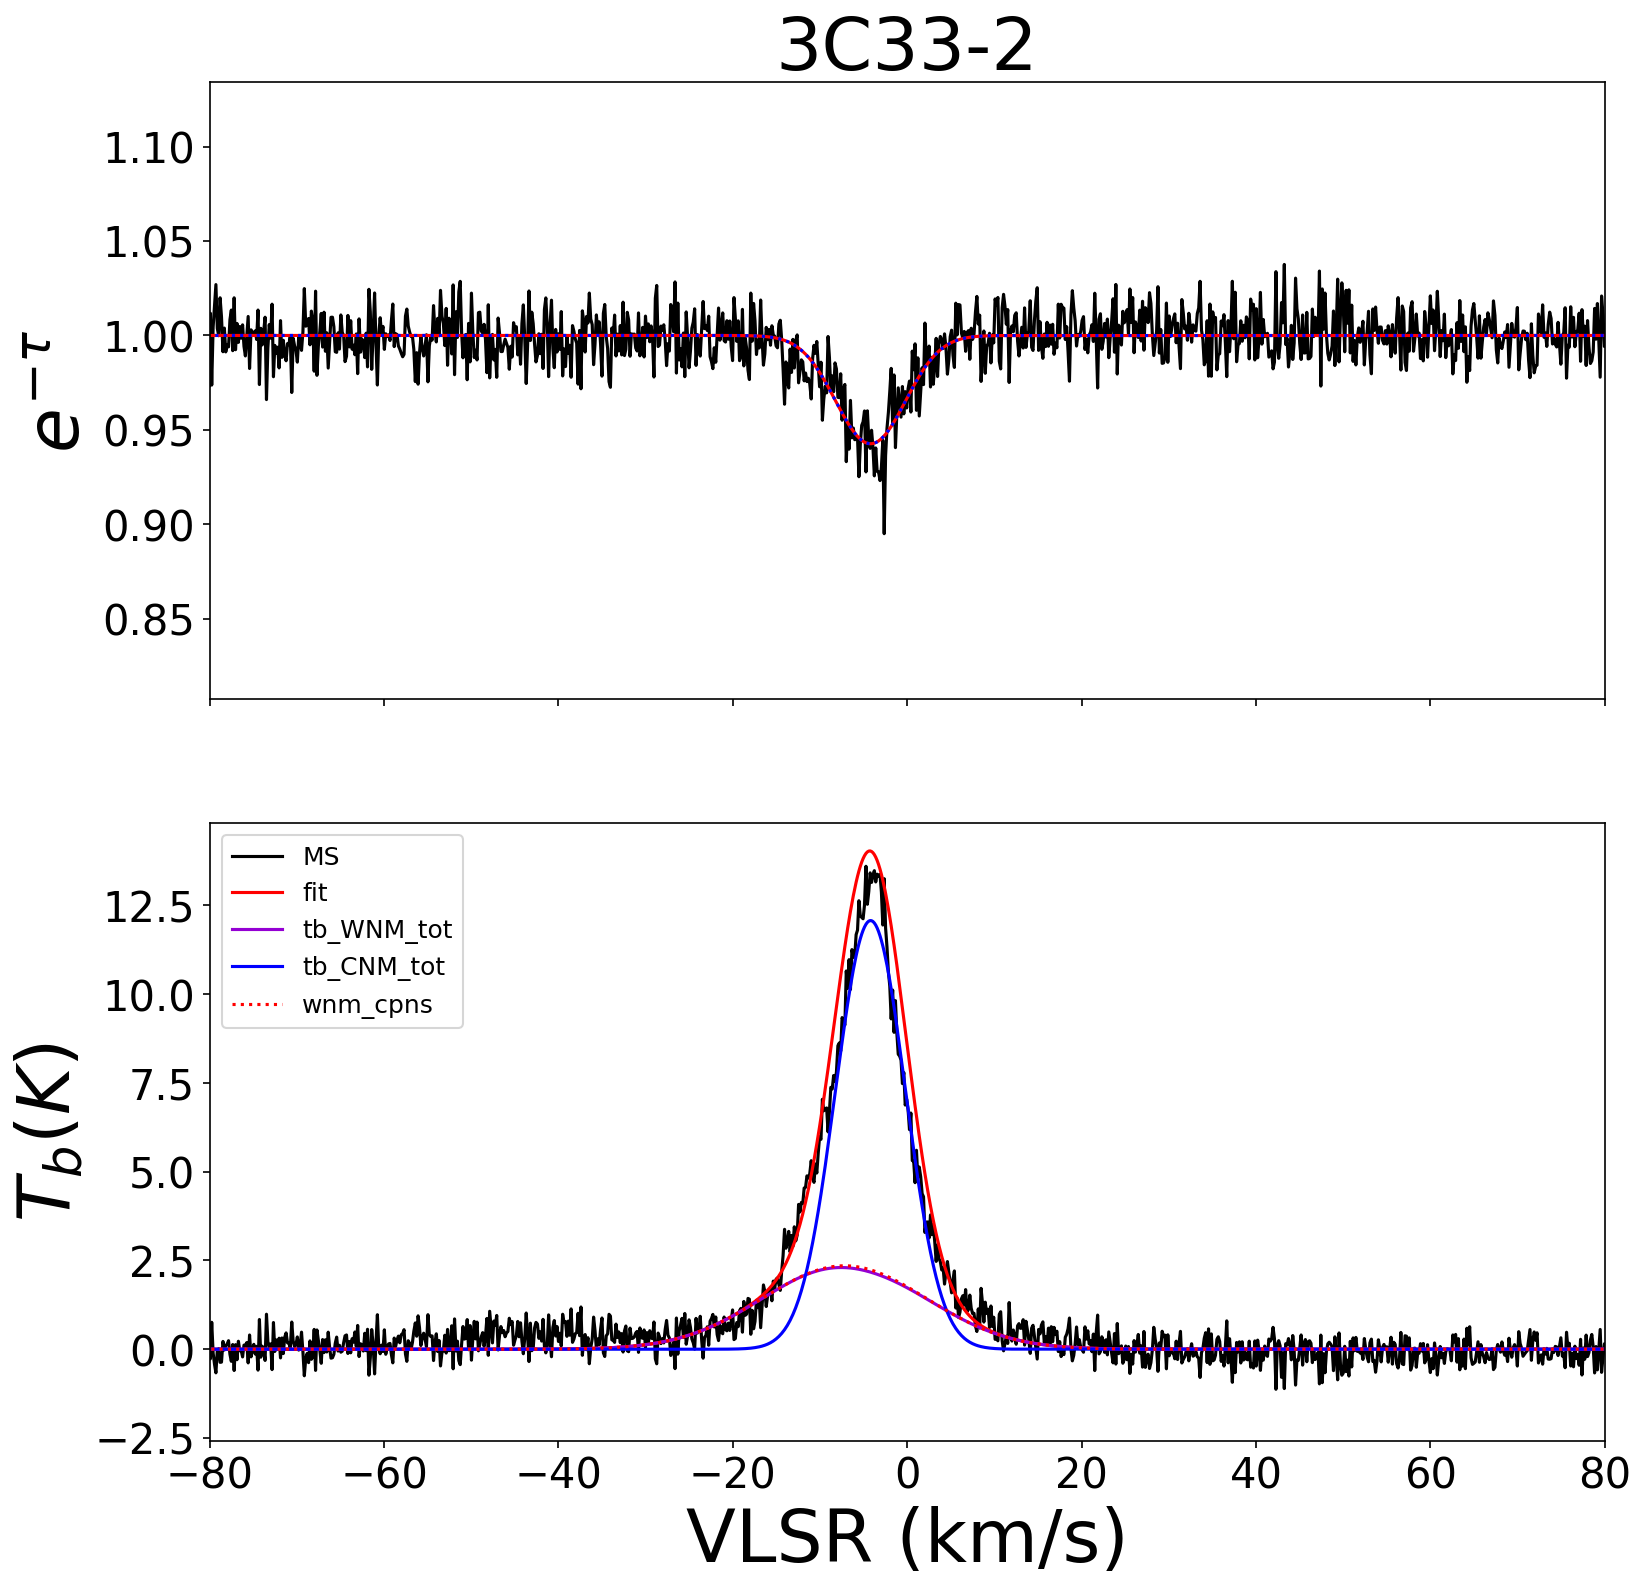 3C33-2
1.10
1.05
1.00
0.95
0.90
0.85
e^{-τ}
MS
fit
tb_WNM_tot
tb_CNM_tot
wnm_cpns
12.5
10.0
7.5
5.0
2.5
0.0
−2.5
T_b(K)
−80 −60 −40 −20 0 20 40 60 80
VLSR (km/s)